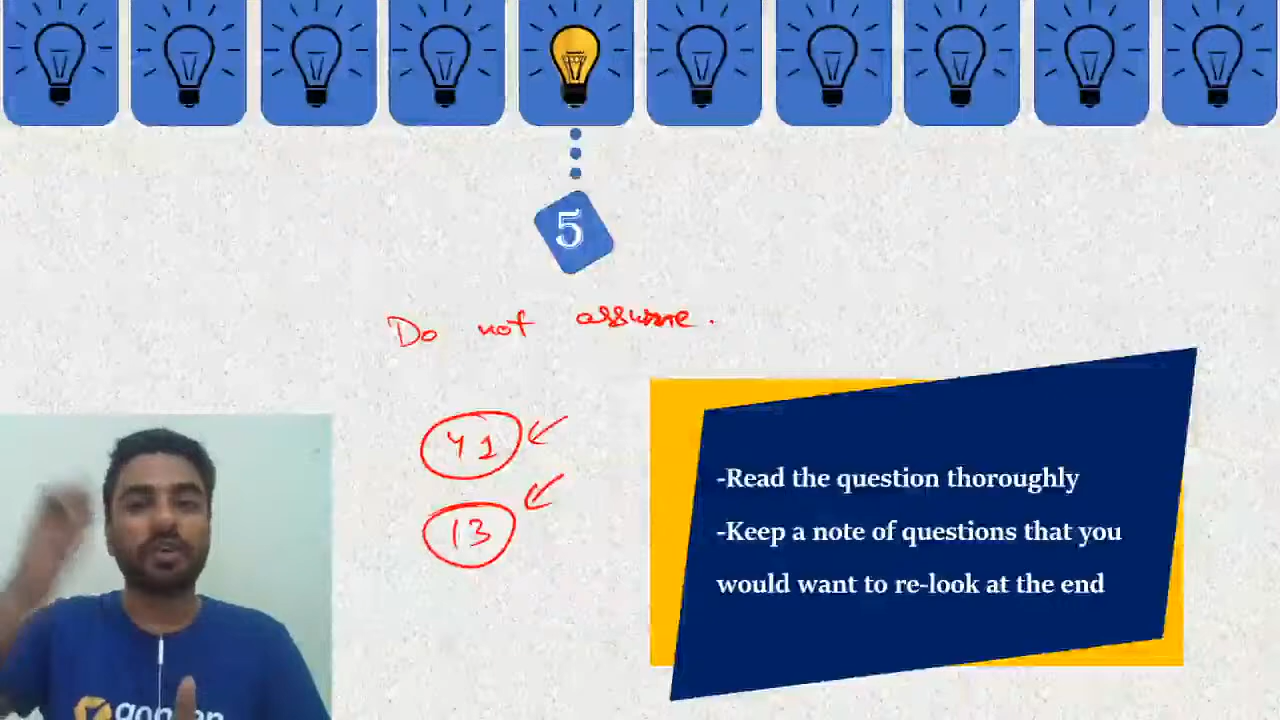 5
Do not assume.
41
13
-Read the question thoroughly
-Keep a note of questions that you
would want to re-look at the end